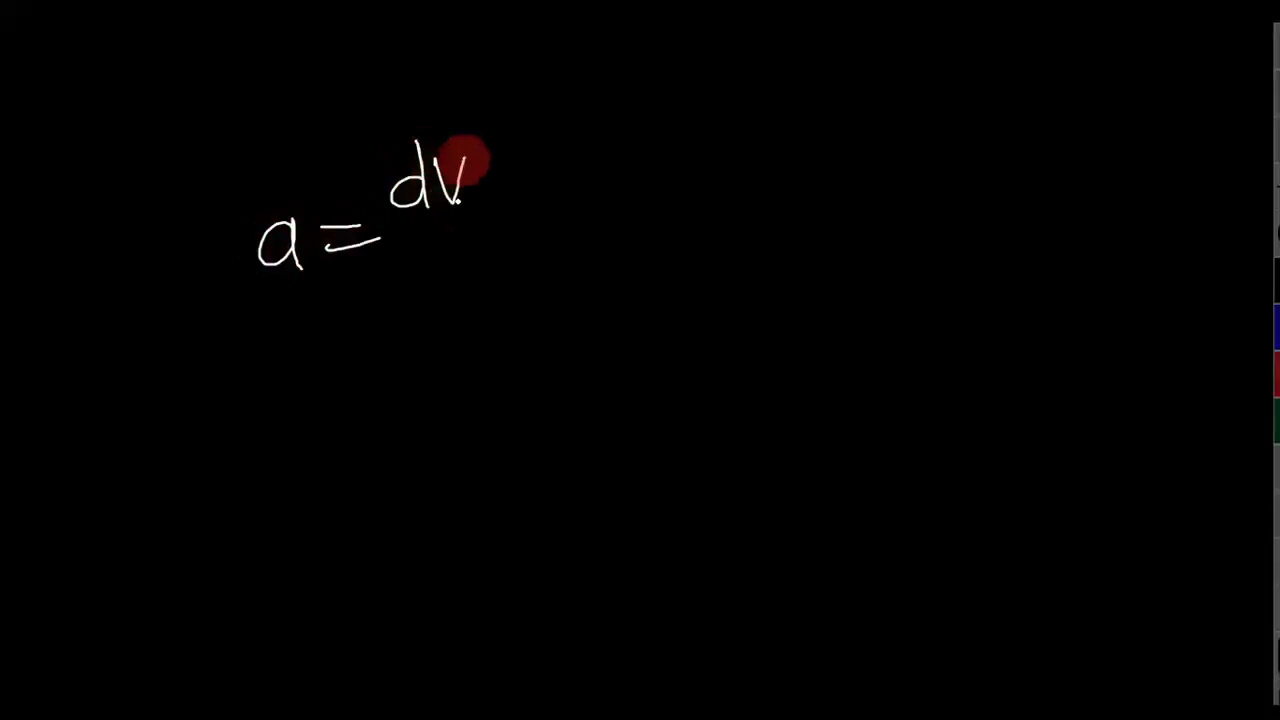 a = dv